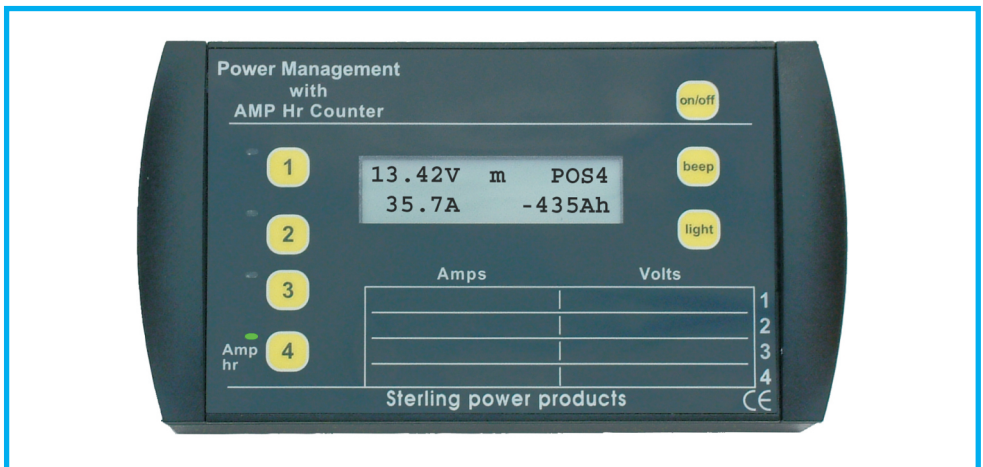 Power Management
with
AMP Hr Counter
on/off
1
13.42V m POS4
beep
35.7A -435Ah
2
light
3
Amps Volts
1
2
Amp
hr
4
3
4
Sterling power products CE